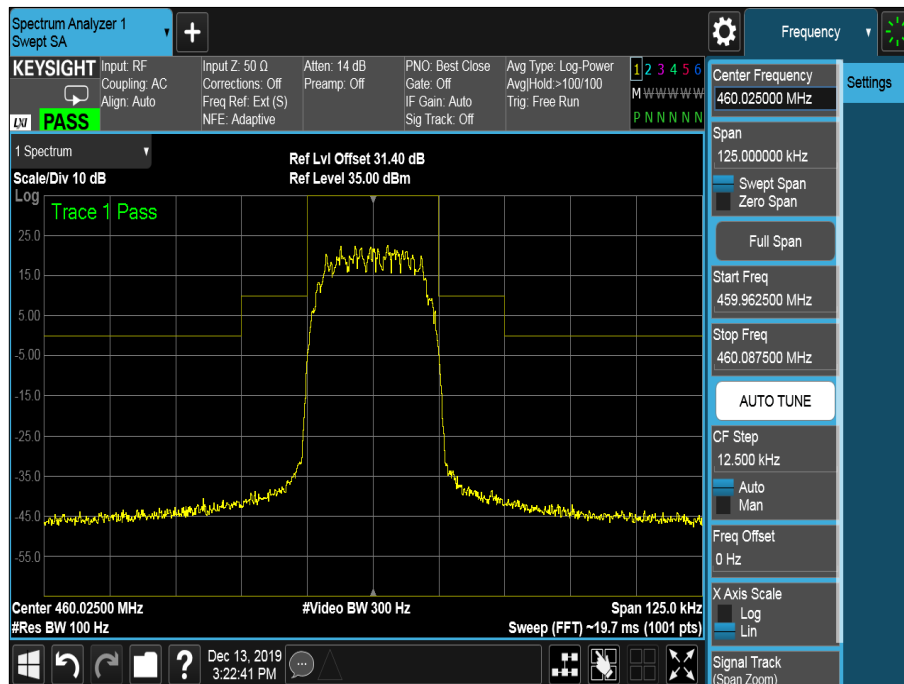 Spectrum Analyzer 1
Swept SA
Frequency
KEYSIGHT
Input: RF
Coupling: AC
Align: Auto
Input Z: 50 Ω
Corrections: Off
Freq Ref: Ext (S)
NFE: Adaptive
Atten: 14 dB
Preamp: Off
PNO: Best Close
Gate: Off
IF Gain: Auto
Sig Track: Off
Avg Type: Log-Power
Avg|Hold:>100/100
Trig: Free Run
1 2 3 4 5 6
M W W W W W
P N N N N N
LXI
PASS
1 Spectrum
Scale/Div 10 dB
Ref Lvl Offset 31.40 dB
Ref Level 35.00 dBm
Log
Trace 1 Pass
25.0
15.0
5.00
-5.00
-15.0
-25.0
-35.0
-45.0
-55.0
Center 460.02500 MHz
#Video BW 300 Hz
Span 125.0 kHz
#Res BW 100 Hz
Sweep (FFT) ~19.7 ms (1001 pts)
Dec 13, 2019
3:22:41 PM
Center Frequency
460.025000 MHz
Settings
Span
125.000000 kHz
Swept Span
Zero Span
Full Span
Start Freq
459.962500 MHz
Stop Freq
460.087500 MHz
AUTO TUNE
CF Step
12.500 kHz
Auto
Man
Freq Offset
0 Hz
X Axis Scale
Log
Lin
Signal Track
(Span Zoom)